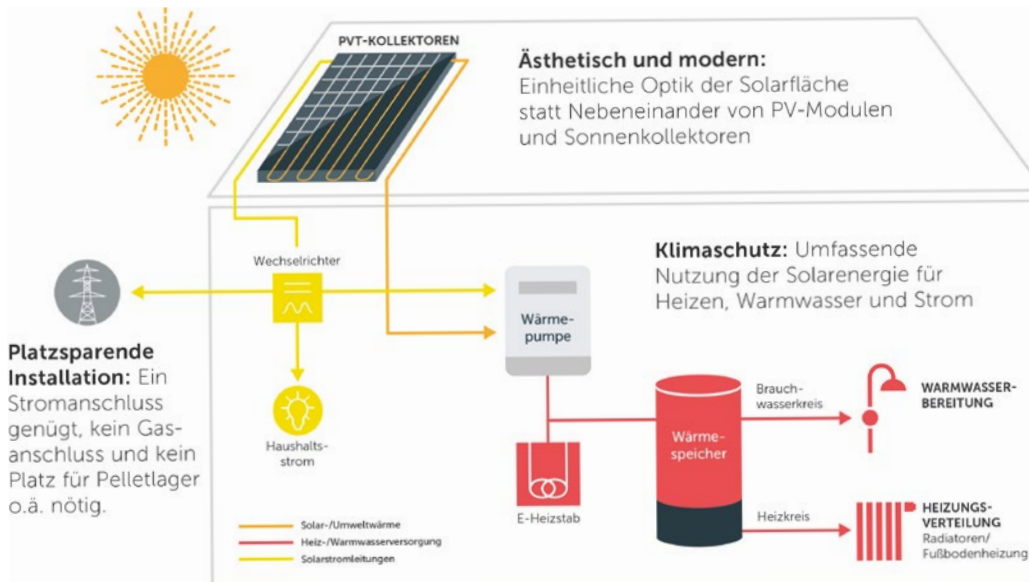 PVT-KOLLEKTOREN
Ästhetisch und modern:
Einheitliche Optik der Solarfläche
statt Nebeneinander von PV-Modulen
und Sonnenkollektoren
Wechselrichter
Klimaschutz: Umfassende
Nutzung der Solarenergie für
Heizen, Warmwasser und Strom
Wärme-
pumpe
Platzsparende
Installation: Ein
Stromanschluss
genügt, kein Gas-
anschluss und kein
Platz für Pelletlager
o.ä. nötig.
Haushalts-
strom
E-Heizstab
Wärme-
speicher
Brauch-
wasserkreis
WARMWASSER-
BEREITUNG
Heizkreis
HEIZUNGS-
VERTEILUNG
Radiatoren/
Fußbodenheizung
Solar-/Umweltwärme
Heiz-/Warmwasserversorgung
Solarstromleitungen